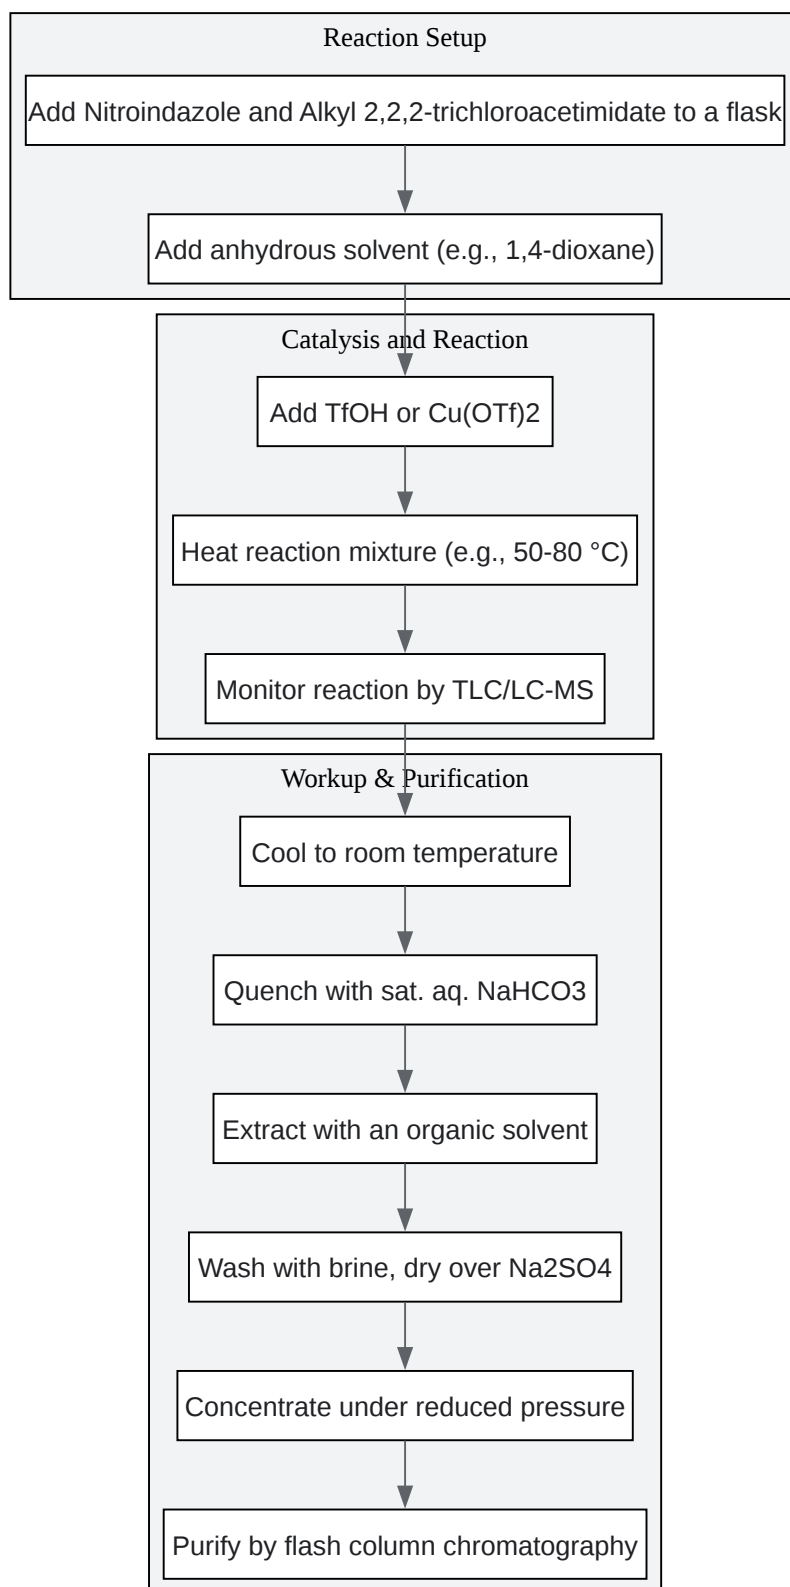 Reaction Setup
Add Nitroindazole and Alkyl 2,2,2-trichloroacetimidate to a flask
Add anhydrous solvent (e.g., 1,4-dioxane)
Catalysis and Reaction
Add TfOH or Cu(OTf)2
Heat reaction mixture (e.g., 50-80 °C)
Monitor reaction by TLC/LC-MS
Workup & Purification
Cool to room temperature
Quench with sat. aq. NaHCO3
Extract with an organic solvent
Wash with brine, dry over Na2SO4
Concentrate under reduced pressure
Purify by flash column chromatography